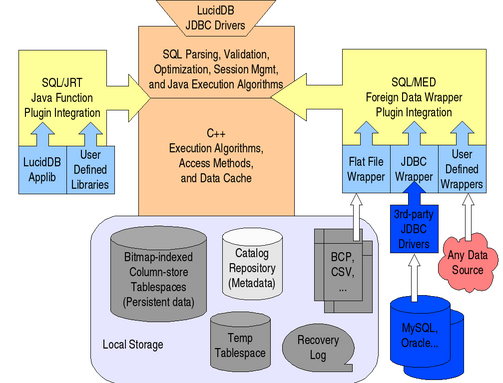 LucidDB
JDBC Drivers
SQL Parsing, Validation,
Optimization, Session Mgmt,
and Java Execution Algorithms
SQL/JRT
Java Function
Plugin Integration
SQL/MED
Foreign Data Wrapper
Plugin Integration
C++
Execution Algorithms,
Access Methods,
and Data Cache
LucidDB
Applib
User
Defined
Libraries
Flat File
Wrapper
JDBC
Wrapper
User
Defined
Wrappers
3rd-party
JDBC
Drivers
Any Data
Source
Bitmap-indexed
Column-store
Tablespaces
(Persistent data)
Catalog
Repository
(Metadata)
BCP,
CSV,
...
MySQL,
Oracle...
Local Storage
Temp
Tablespace
Recovery
Log